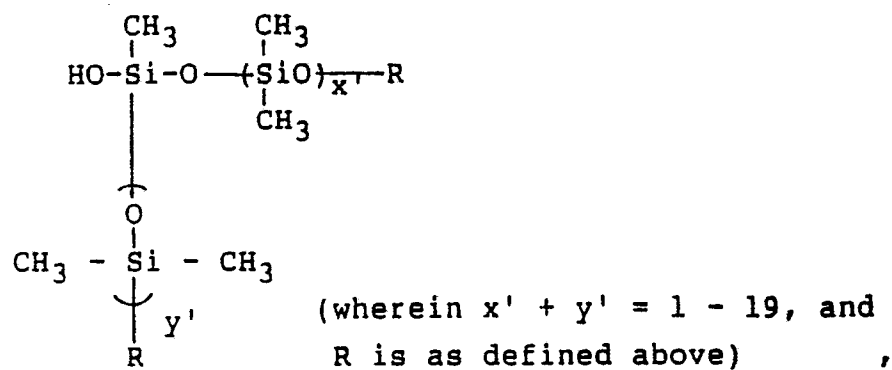 CH3 CH3
HO-Si-O-(SiO)x'-R
CH3
O
CH3 - Si - CH3
y' (wherein x' + y' = 1 - 19, and
R R is as defined above) ,